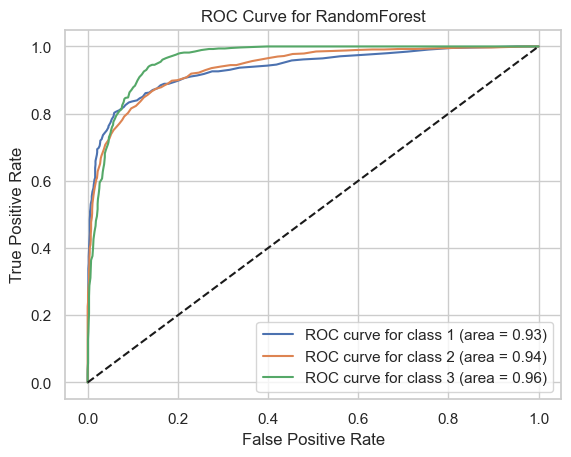 ROC Curve for RandomForest
1.0
0.8
0.6
0.4
0.2
0.0
True Positive Rate
ROC curve for class 1 (area = 0.93)
ROC curve for class 2 (area = 0.94)
ROC curve for class 3 (area = 0.96)
0.0 0.2 0.4 0.6 0.8 1.0
False Positive Rate